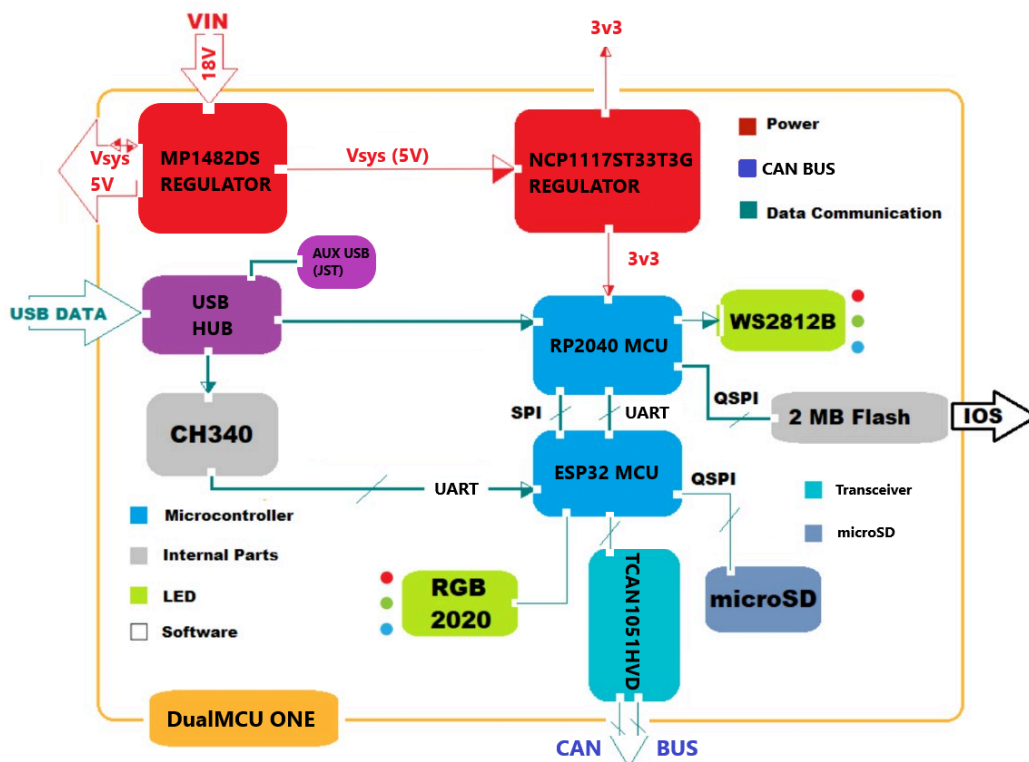 VIN
18V
3v3
Vsys
5V
MP1482DS
REGULATOR
Vsys (5V)
NCP1117ST33T3G
REGULATOR
Power
CAN BUS
Data Communication
3v3
AUX USB
(JST)
USB DATA
USB
HUB
RP2040 MCU
WS2812B
CH340
SPI
UART
QSPI
2 MB Flash
IOS
ESP32 MCU
UART
QSPI
Microcontroller
Internal Parts
LED
Software
Transceiver
microSD
RGB
2020
TCAN1051HVD
microSD
DualMCU ONE
CAN BUS